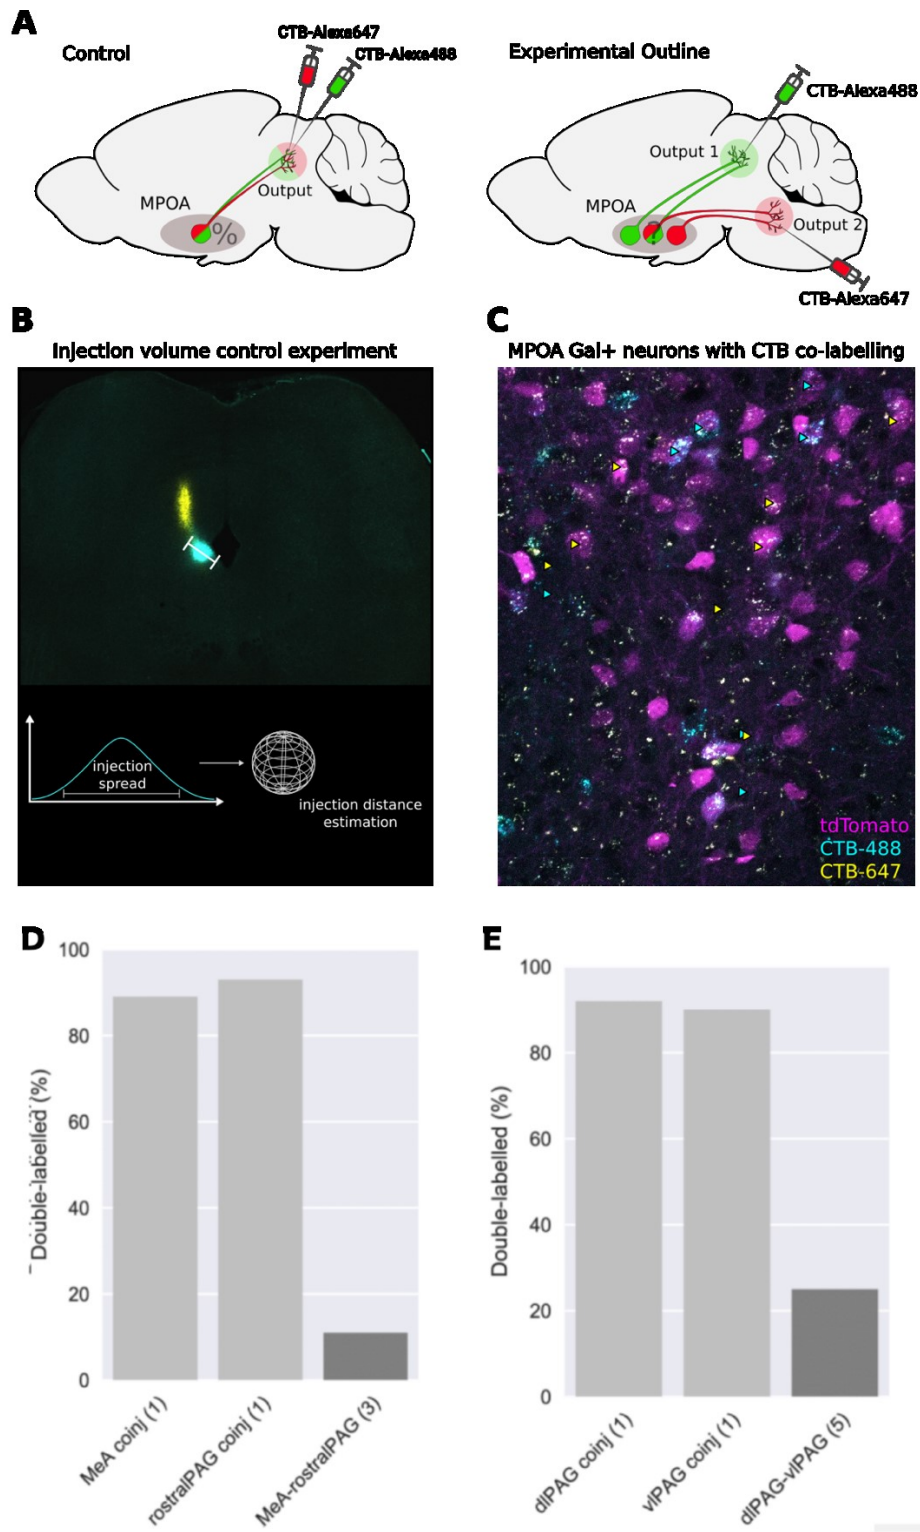 A
Control
CTB-Alexa647
CTB-Alexa488
MPOA
Output
%
Experimental Outline
CTB-Alexa488
Output 1
MPOA
?
Output 2
CTB-Alexa647
B
Injection volume control experiment
injection
spread
injection distance
estimation
C
MPOA Gal+ neurons with CTB co-labelling
tdTomato
CTB-488
CTB-647
D
100
80
60
40
20
0
Double-labelled (%)
MeA coinj (1)
rostralPAG coinj (1)
MeA-rostralPAG (3)
E
100
80
60
40
20
0
Double-labelled (%)
dlPAG coinj (1)
vlPAG coinj (1)
dlPAG-vlPAG (5)